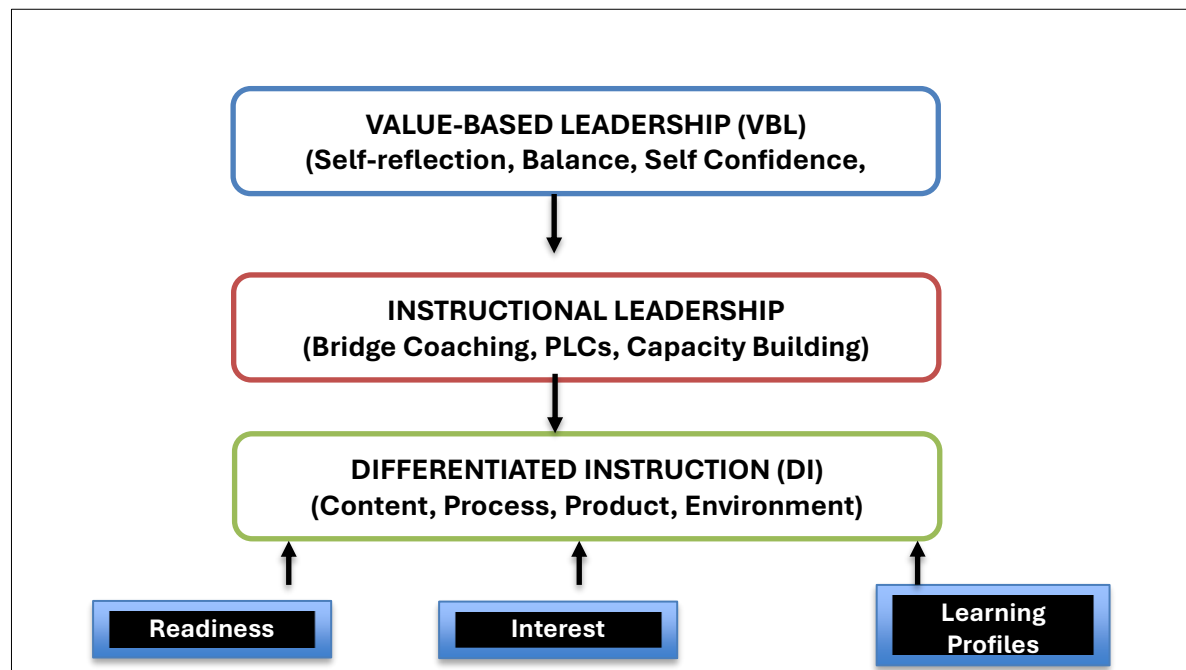 VALUE-BASED LEADERSHIP (VBL)
(Self-reflection, Balance, Self Confidence,
INSTRUCTIONAL LEADERSHIP
(Bridge Coaching, PLCs, Capacity Building)
DIFFERENTIATED INSTRUCTION (DI)
(Content, Process, Product, Environment)
Readiness
Interest
Learning
Profiles